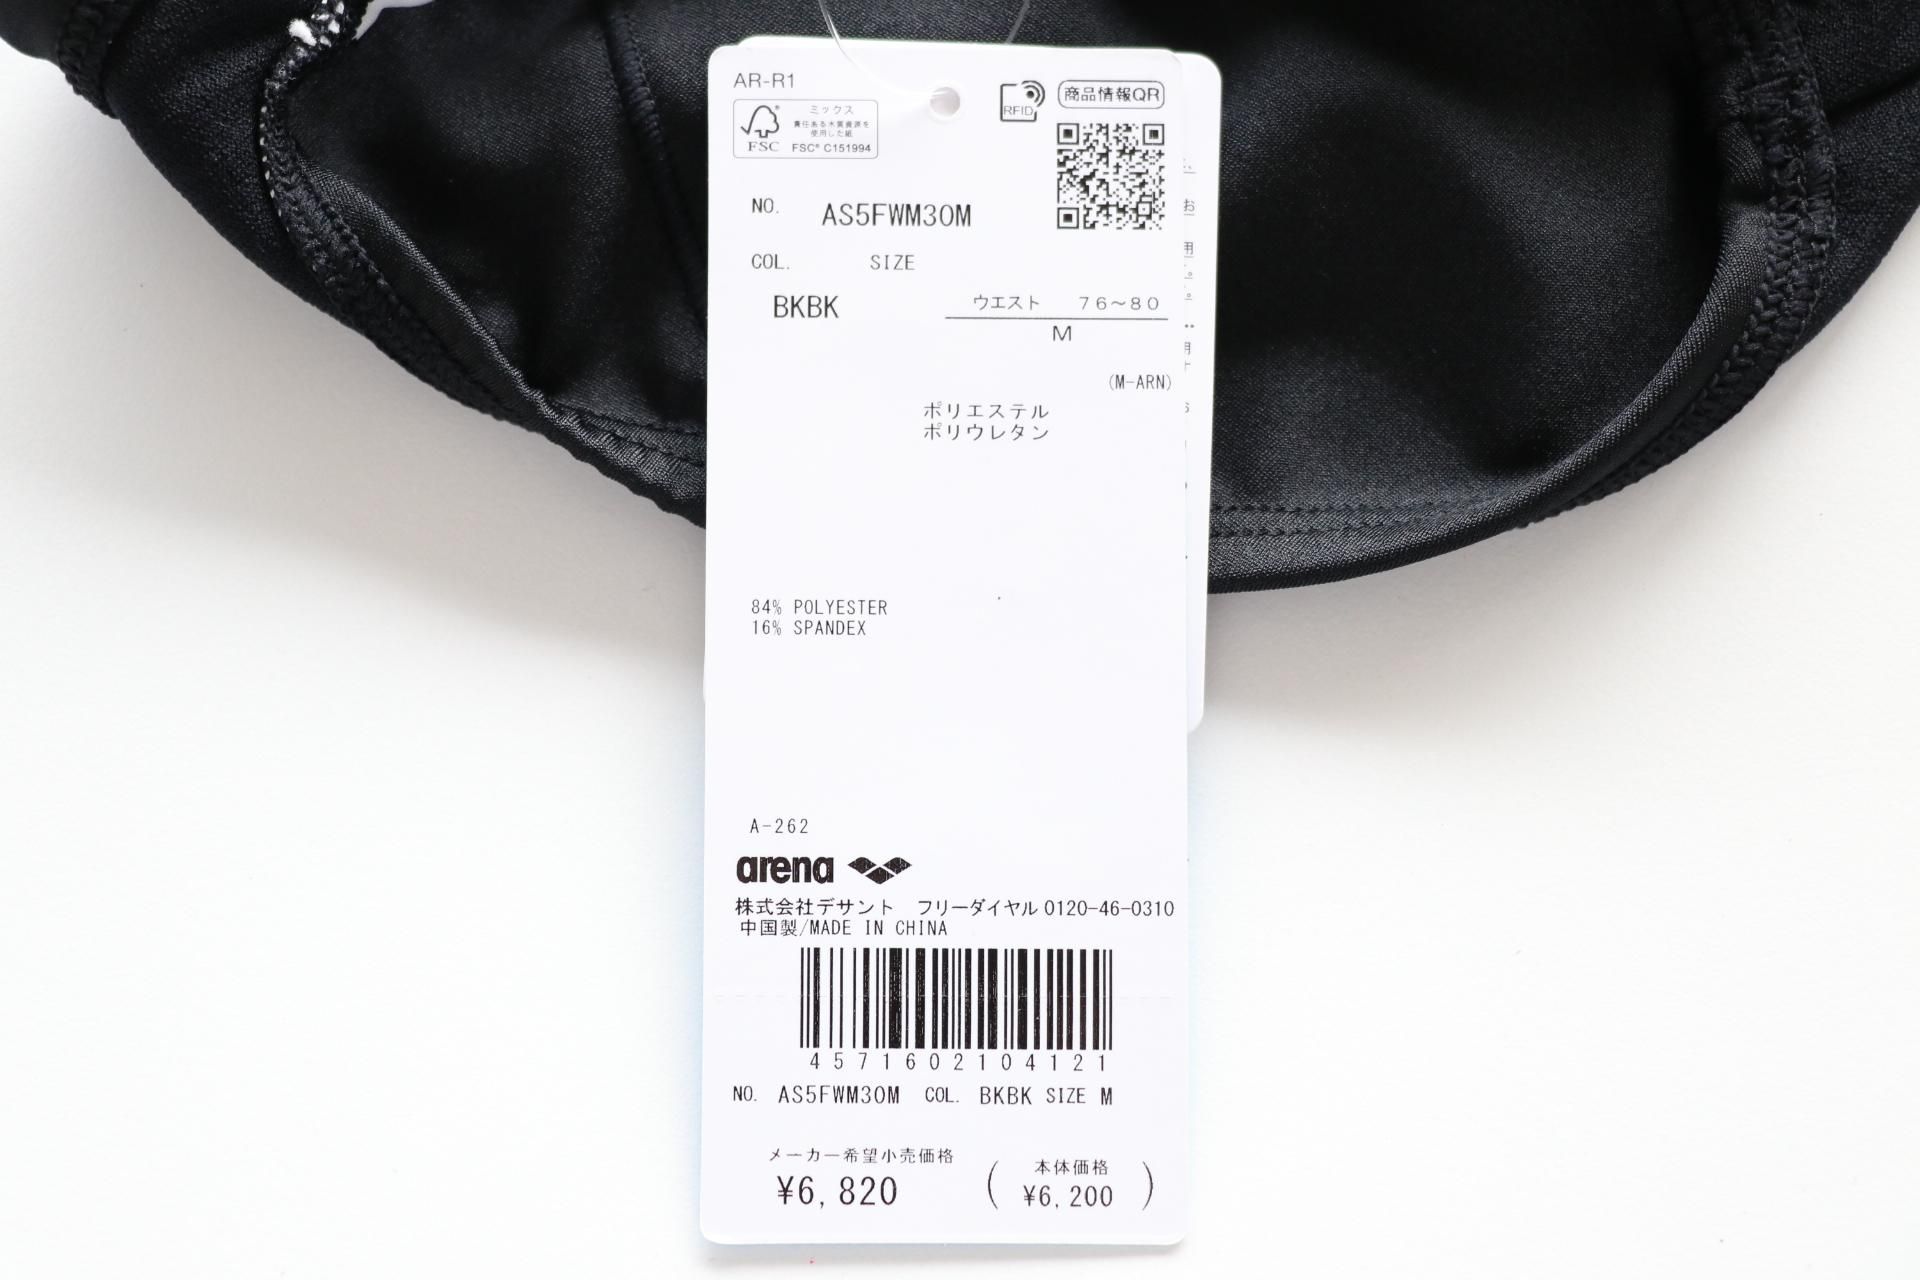 AR-R1
ミックス
責任ある木質資源を
使用した紙
FSC
FSC® C151994
RFID
商品情報QR
NO. AS5FWM30M
COL. SIZE
BKBK
ウエスト 76～80
M
(M-ARN)
ポリエステル
ポリウレタン
84% POLYESTER
16% SPANDEX
A-262
arena
株式会社デサント フリーダイヤル 0120-46-0310
中国製/MADE IN CHINA
4571602104121
NO. AS5FWM30M COL. BKBK SIZE M
メーカー希望小売価格
¥6,820
(本体価格
¥6,200)